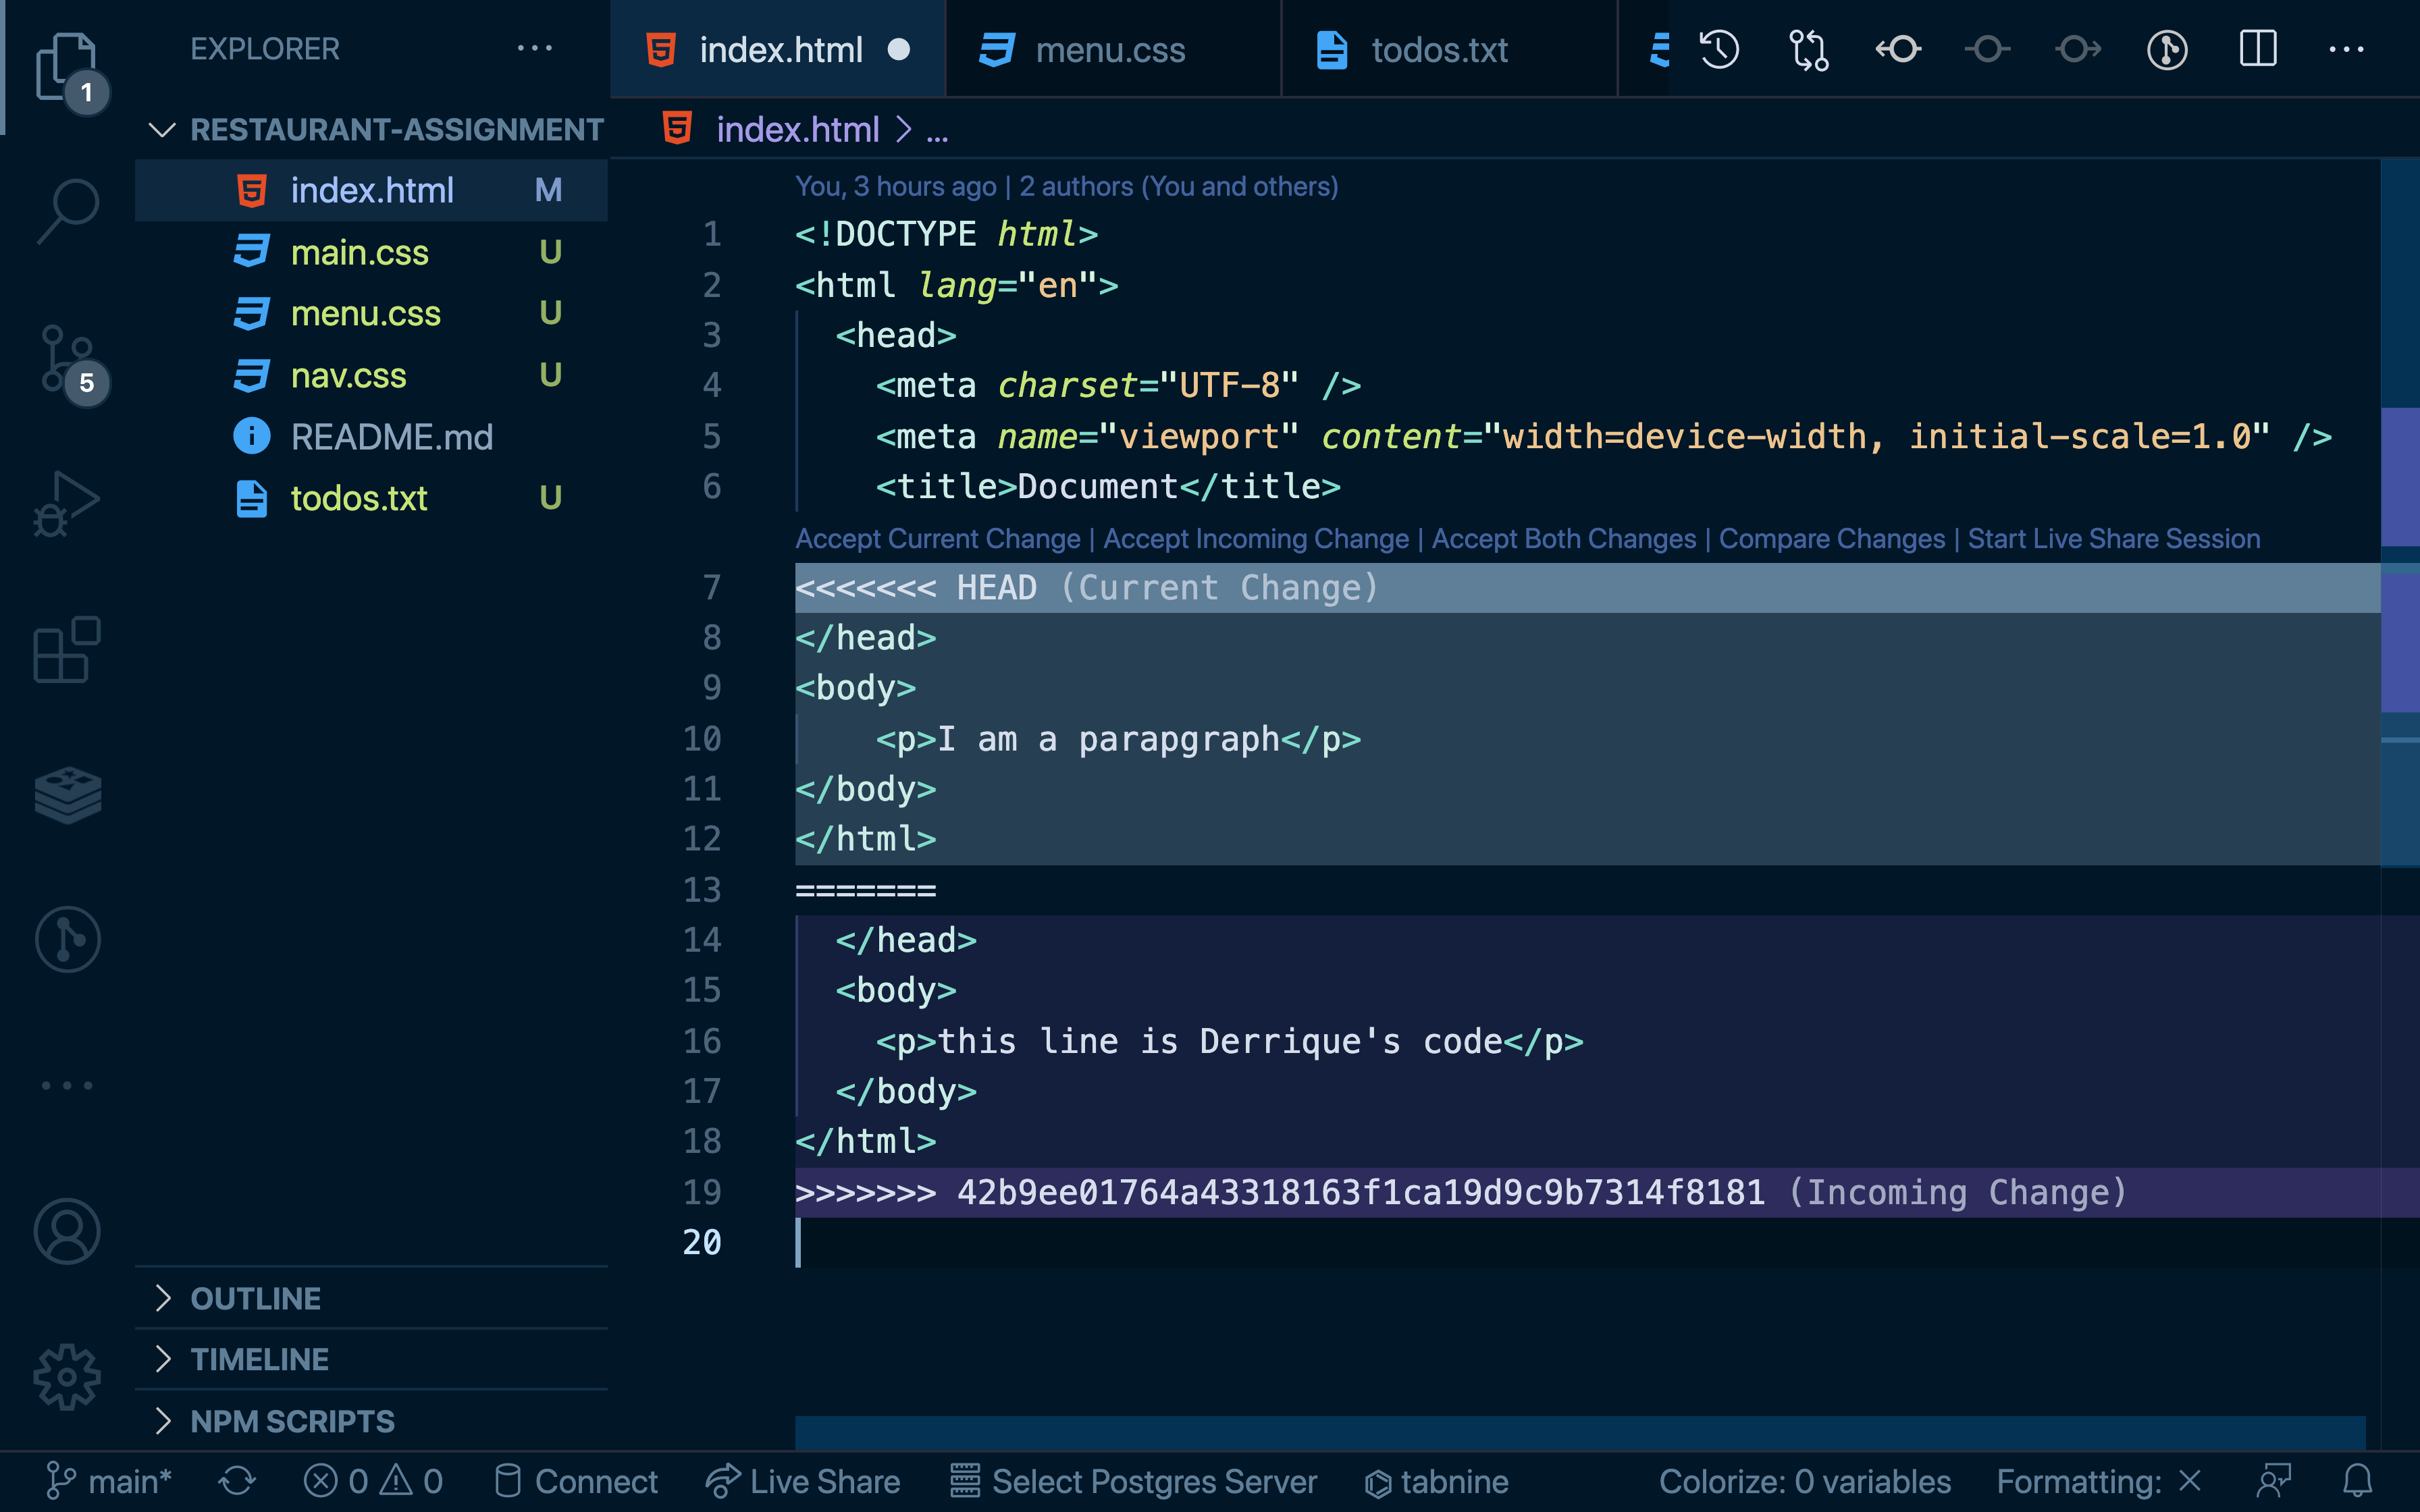 EXPLORER
RESTAURANT-ASSIGNMENT
index.html M
main.css U
menu.css U
nav.css U
README.md
todos.txt U
OUTLINE
TIMELINE
NPM SCRIPTS
1
5
index.html menu.css todos.txt
index.html > ...
You, 3 hours ago | 2 authors (You and others)
1 <!DOCTYPE html>
2 <html lang="en">
3 <head>
4 <meta charset="UTF-8" />
5 <meta name="viewport" content="width=device-width, initial-scale=1.0" />
6 <title>Document</title>
Accept Current Change | Accept Incoming Change | Accept Both Changes | Compare Changes | Start Live Share Session
7 <<<<<<< HEAD (Current Change)
8 </head>
9 <body>
10 <p>I am a parapgraph</p>
11 </body>
12 </html>
13 =======
14 </head>
15 <body>
16 <p>this line is Derrique's code</p>
17 </body>
18 </html>
19 >>>>>>> 42b9ee01764a43318163f1ca19d9c9b7314f8181 (Incoming Change)
20
main* 0 0 Connect Live Share Select Postgres Server tabnine Colorize: 0 variables Formatting: ×